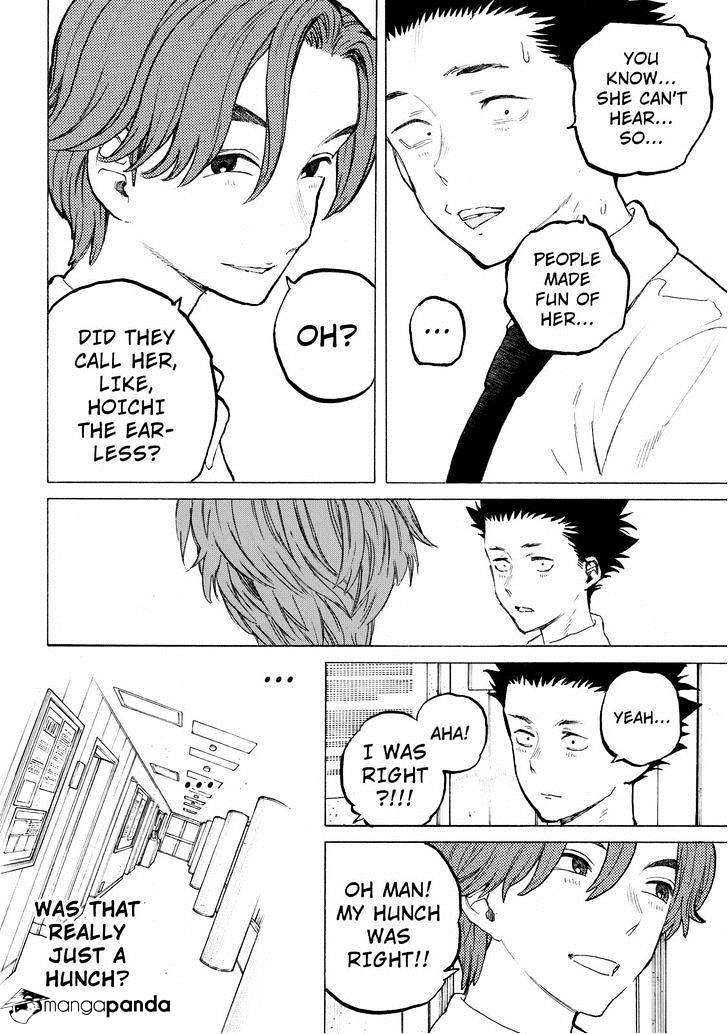 YOU
KNOW...
SHE CAN'T
HEAR...
SO...
PEOPLE
MADE
FUN OF
HER...
...
OH?
DID THEY
CALL HER,
LIKE,
HOICHI
THE EAR-
LESS?
YEAH...
AHA!
I WAS
RIGHT
?!!!
OH MAN!
MY HUNCH
WAS
RIGHT!!
...
....
WAS THAT
REALLY
JUST A
HUNCH?
mangapanda